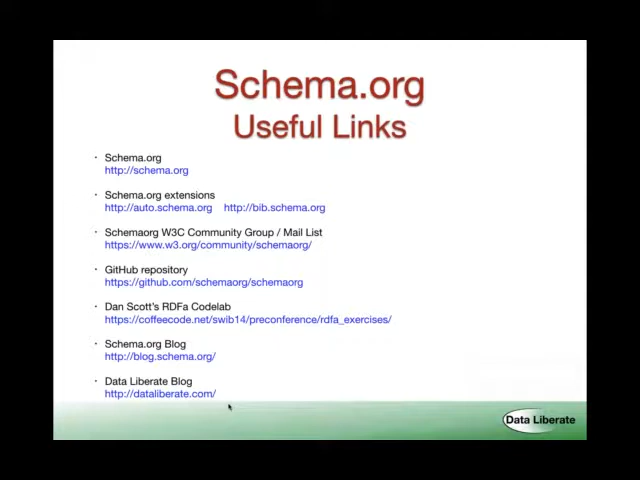 Schema.org
Useful Links
• Schema.org
http://schema.org
• Schema.org extensions
http://auto.schema.org http://bib.schema.org
• Schemaorg W3C Community Group / Mail List
https://www.w3.org/community/schemaorg/
• GitHub repository
https://github.com/schemaorg/schemaorg
• Dan Scott's RDFa Codelab
https://coffeecode.net/swib14/preconference/rdfa_exercises/
• Schema.org Blog
http://blog.schema.org/
• Data Liberate Blog
http://dataliberate.com/
Data Liberate